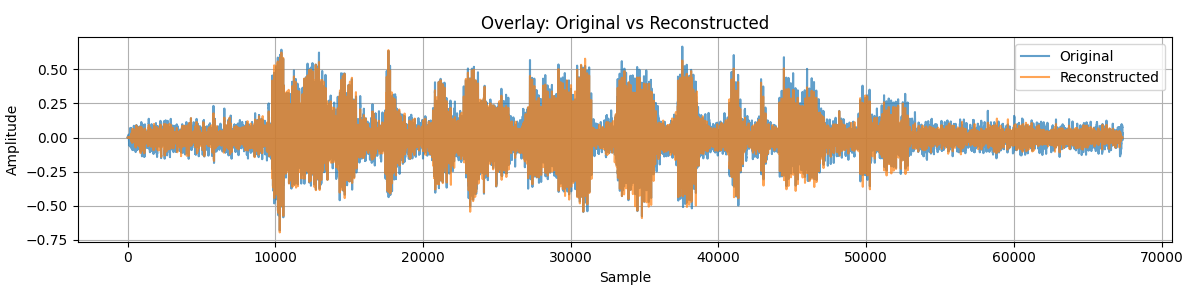 Overlay: Original vs Reconstructed
Original
Reconstructed
Amplitude
0.50
0.25
0.00
−0.25
−0.50
−0.75
0 10000 20000 30000 40000 50000 60000 70000
Sample